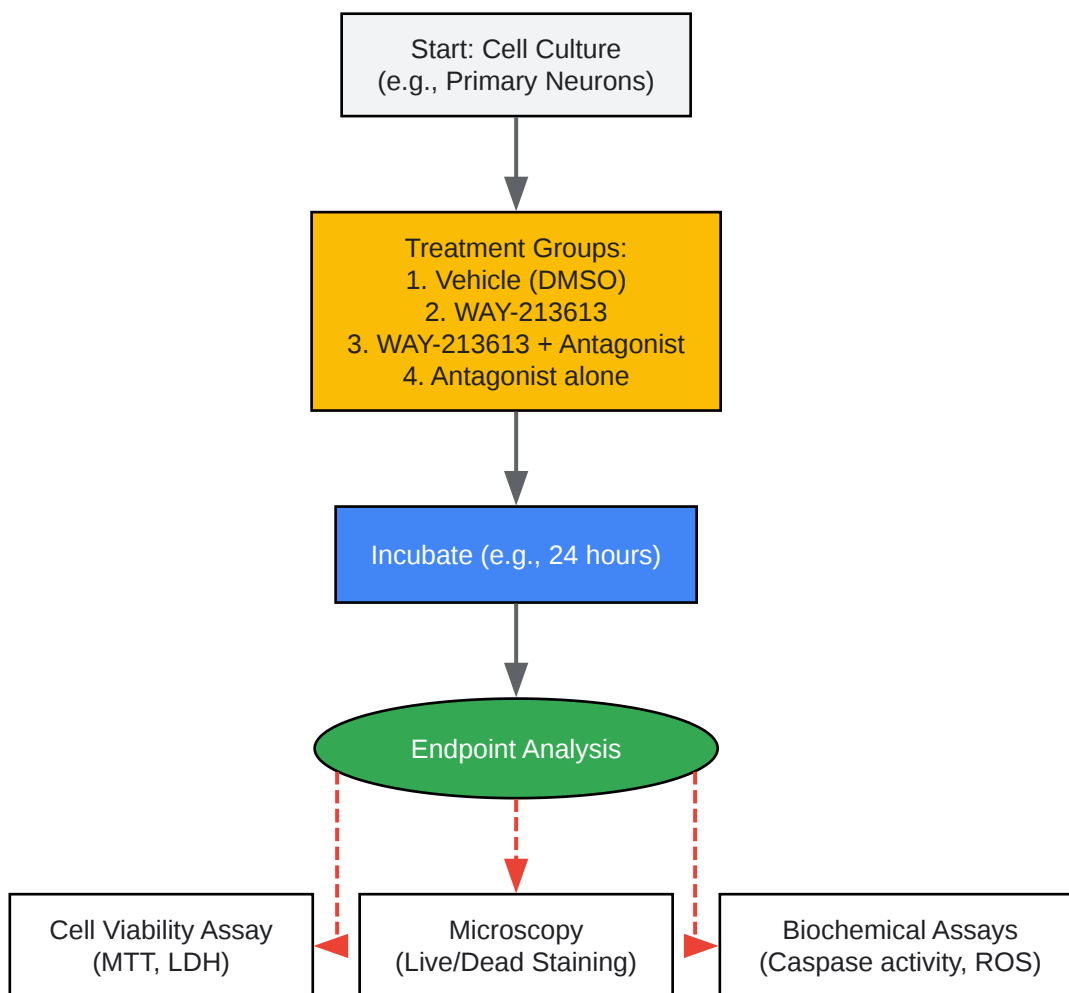 Start: Cell Culture
(e.g., Primary Neurons)
Treatment Groups:
1. Vehicle (DMSO)
2. WAY-213613
3. WAY-213613 + Antagonist
4. Antagonist alone
Incubate (e.g., 24 hours)
Endpoint Analysis
Cell Viability Assay
(MTT, LDH)
Microscopy
(Live/Dead Staining)
Biochemical Assays
(Caspase activity, ROS)